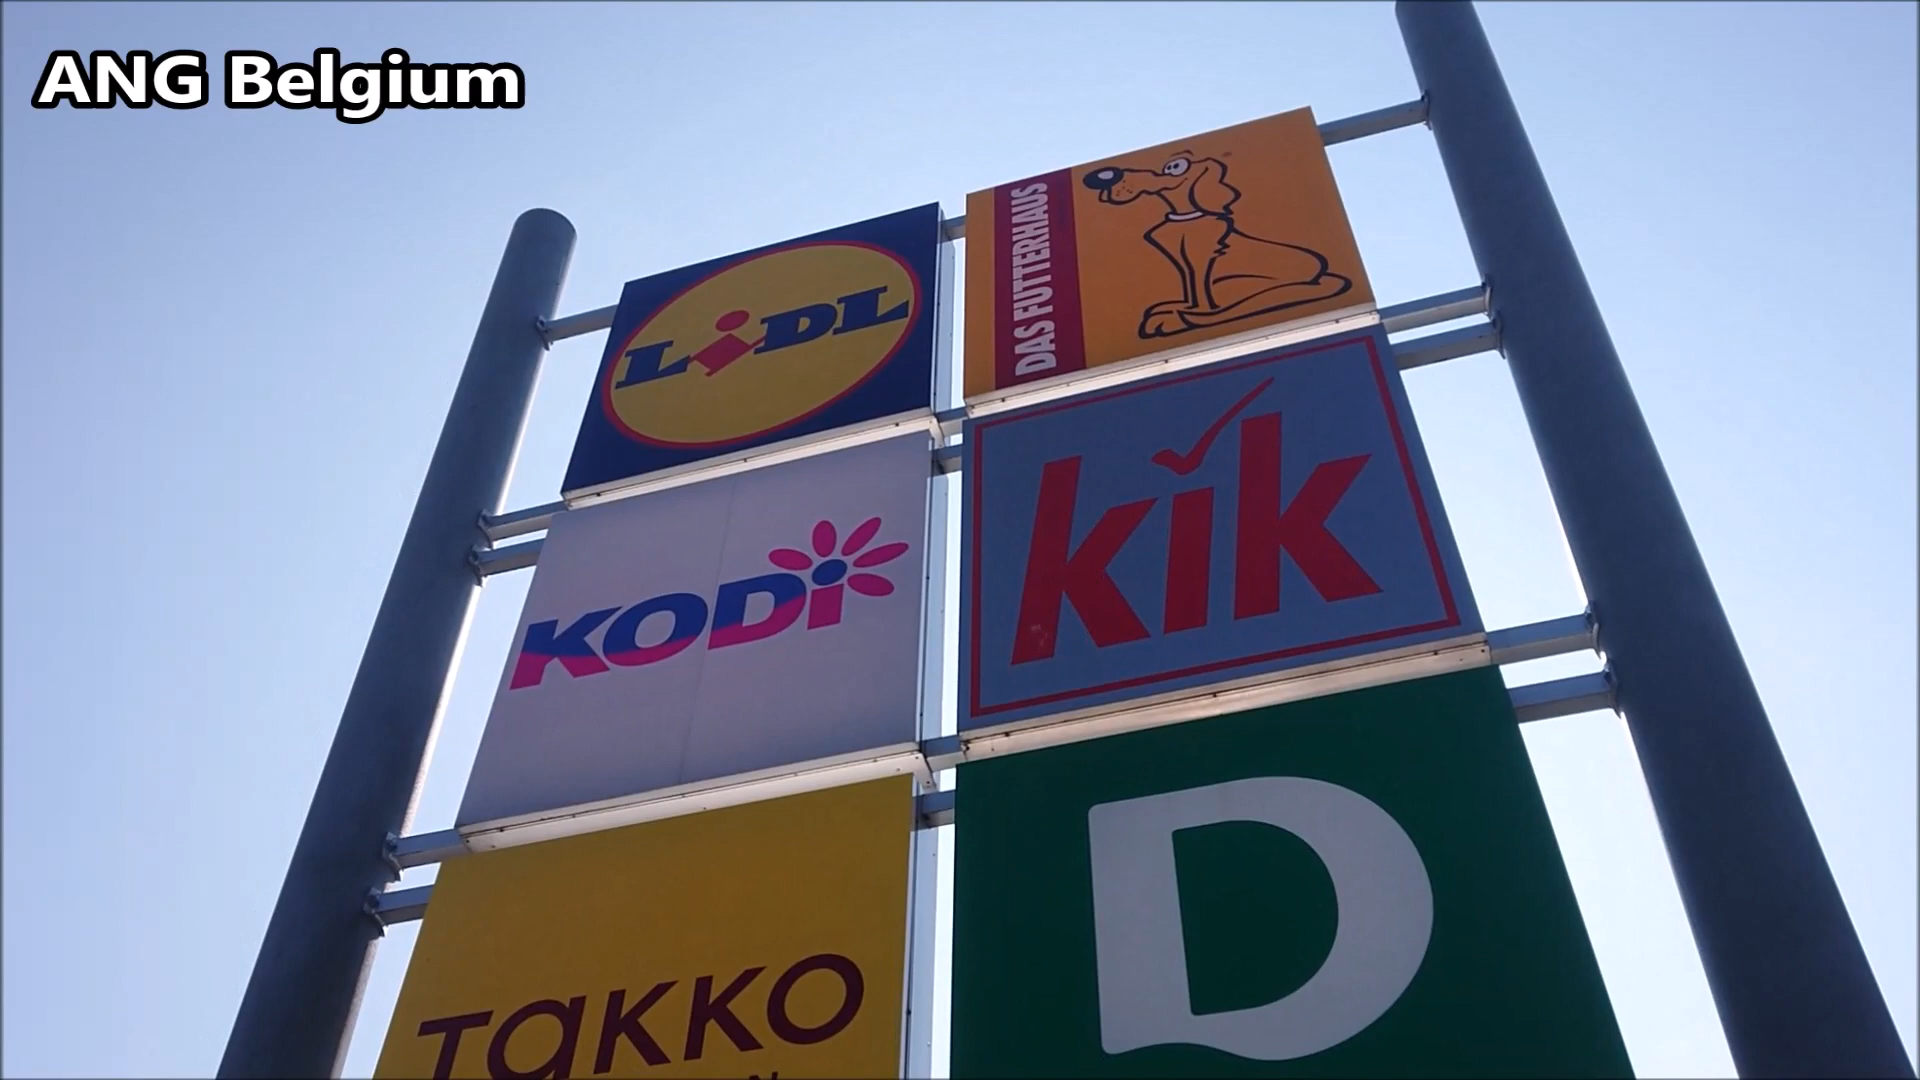 ANG Belgium
LiDL
DAS FUTTERHAUS
KODi
kik
TaKKO
D